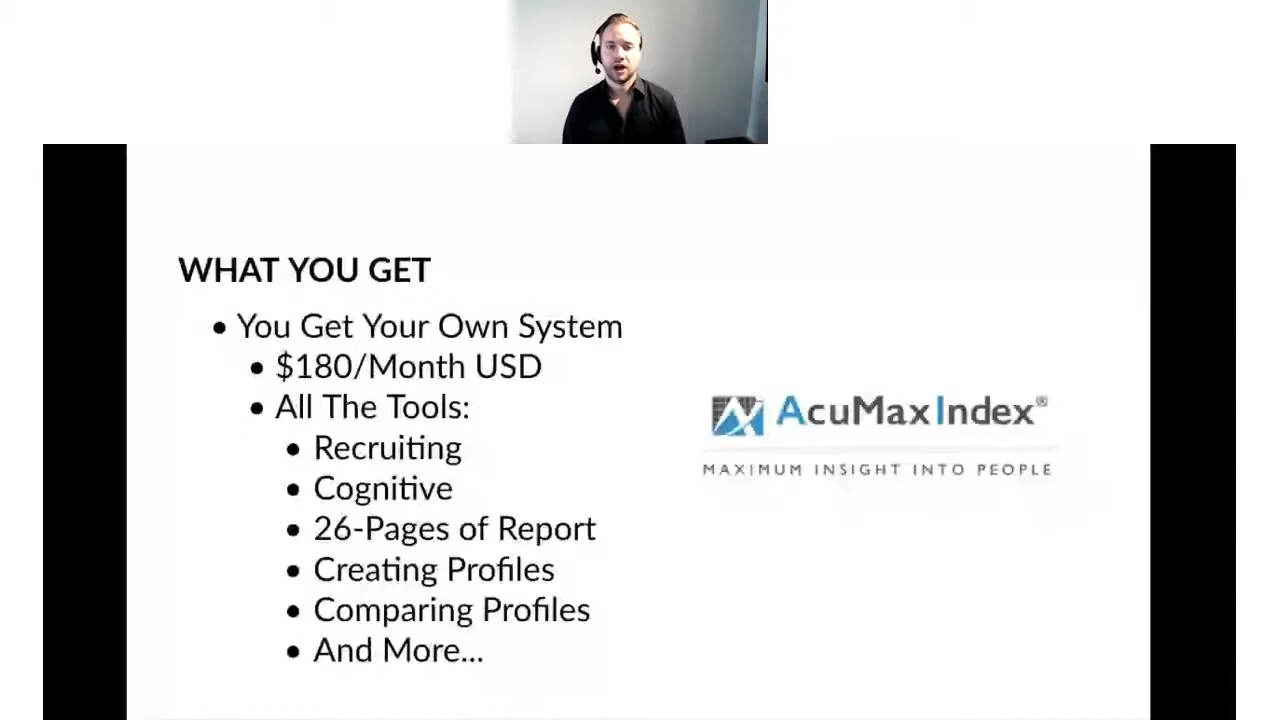 WHAT YOU GET
• You Get Your Own System
• $180/Month USD
• All The Tools:
• Recruiting
• Cognitive
• 26-Pages of Report
• Creating Profiles
• Comparing Profiles
• And More...
AcuMaxIndex®
MAXIMUM INSIGHT INTO PEOPLE